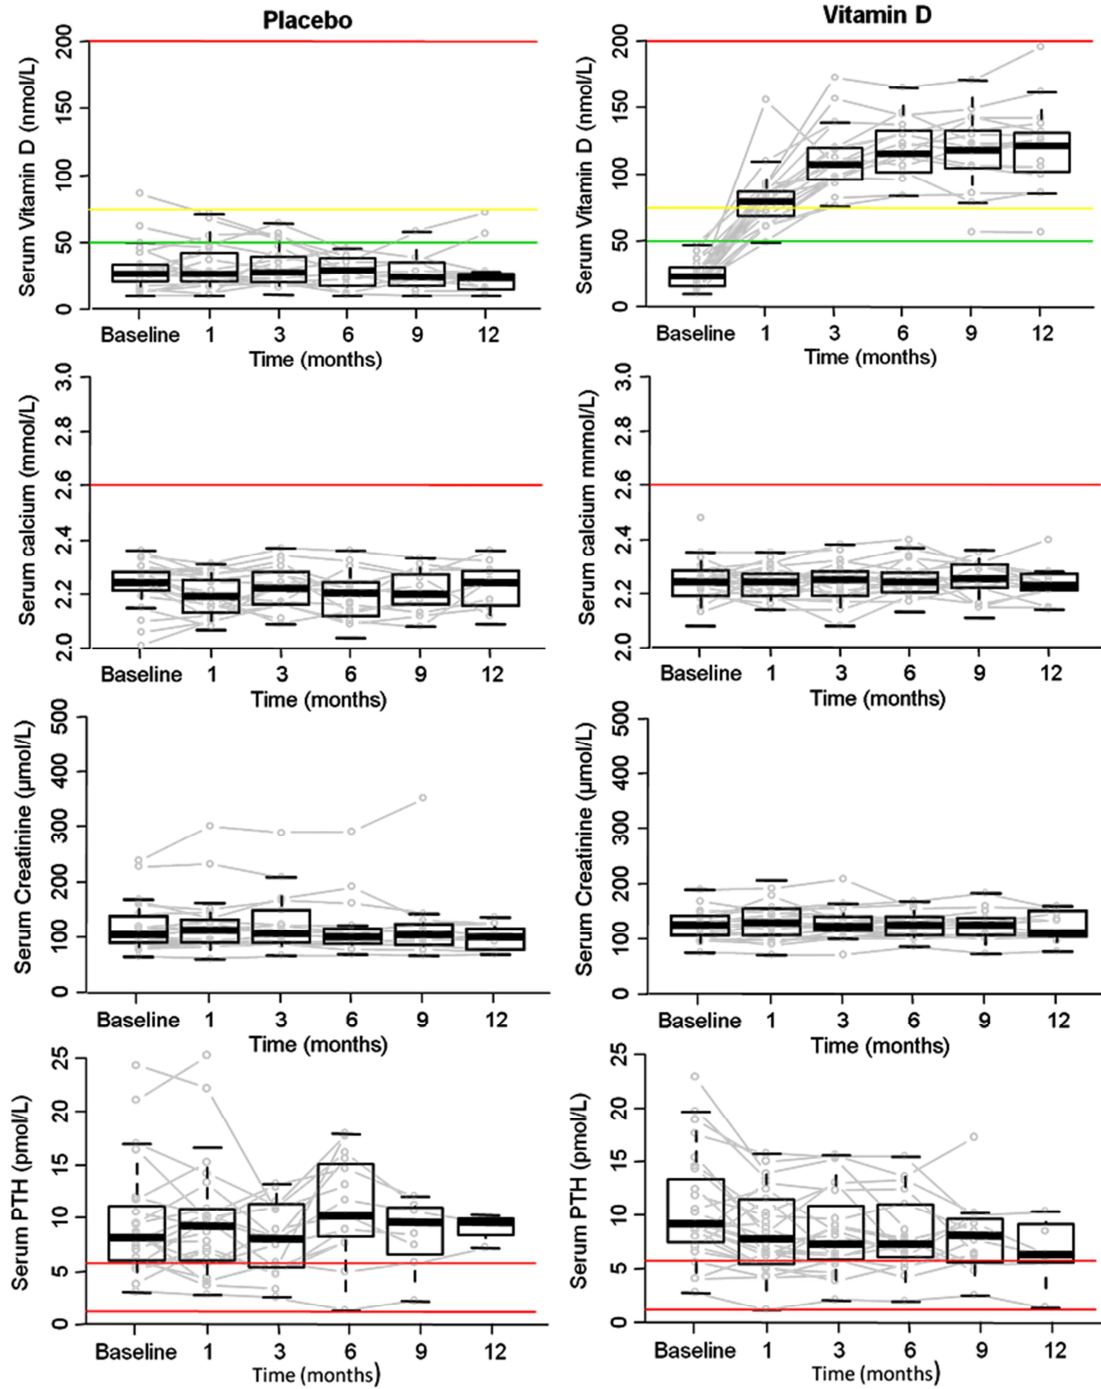 Placebo
Vitamin D
Serum Vitamin D (nmol/L)
200
150
100
50
0
Baseline 1 3 6 9 12
Time (months)
Serum Vitamin D (nmol/L)
200
150
100
50
0
Baseline 1 3 6 9 12
Time (months)
Serum calcium (mmol/L)
3.0
2.8
2.6
2.4
2.2
2.0
Baseline 1 3 6 9 12
Time (months)
Serum calcium mnmol/L)
3.0
2.8
2.6
2.4
2.2
2.0
Baseline 1 3 6 9 12
Time (months)
Serum Creatinine (µmol/L)
500
400
300
200
100
0
Baseline 1 3 6 9 12
Time (months)
Serum Creatinine (µmol/L)
500
400
300
200
100
0
Baseline 1 3 6 9 12
Time (months)
Serum PTH (pmol/L)
25
20
15
10
5
0
Baseline 1 3 6 9 12
Time (months)
Serum PTH (pmol/L)
25
20
15
10
5
0
Baseline 1 3 6 9 12
Time (months)